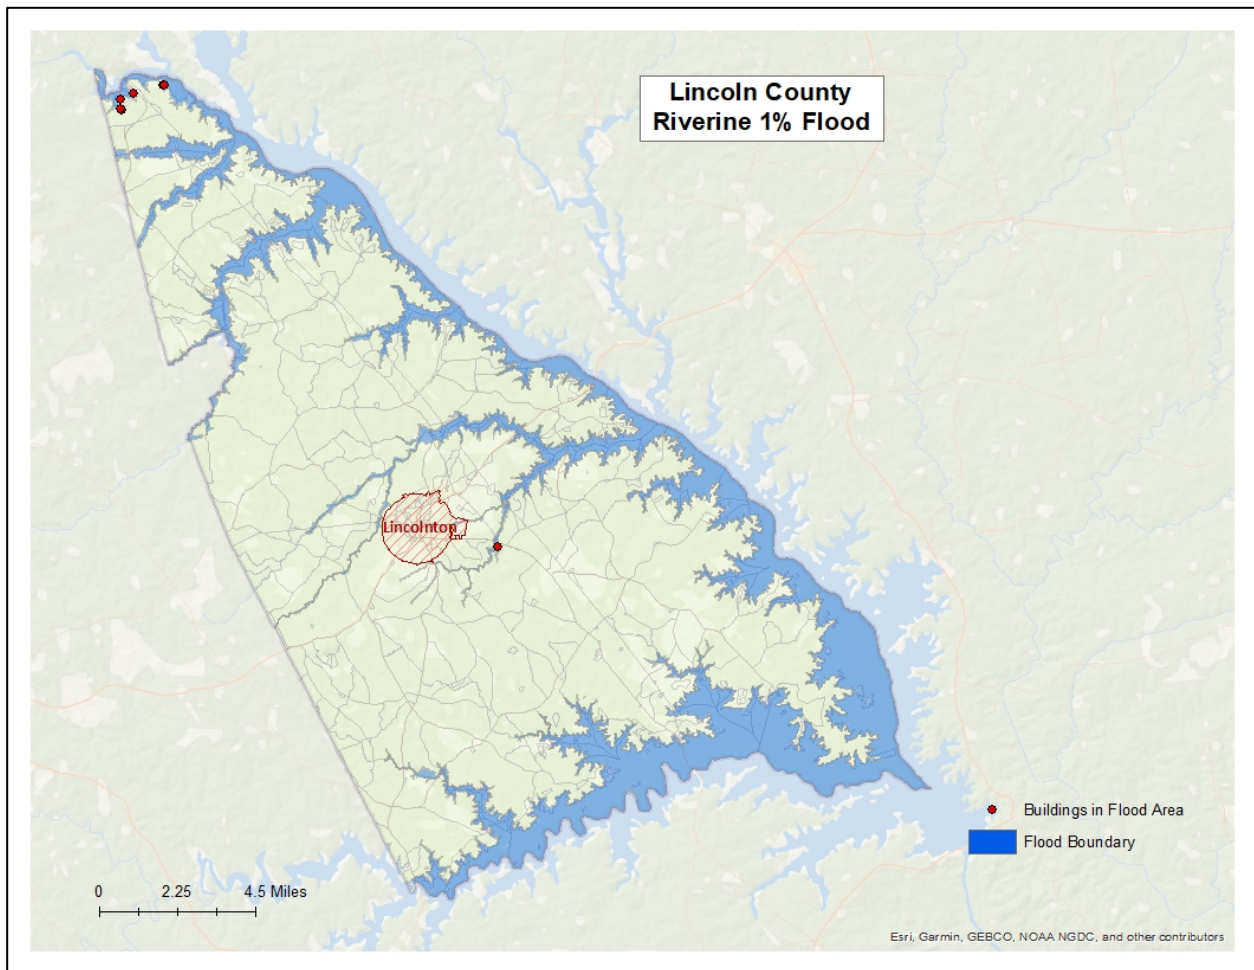 Lincoln County
Riverine 1% Flood
Lincolnton
Buildings in Flood Area
Flood Boundary
0 2.25 4.5 Miles
Esri, Garmin, GEBCO, NOAA NGDC, and other contributors